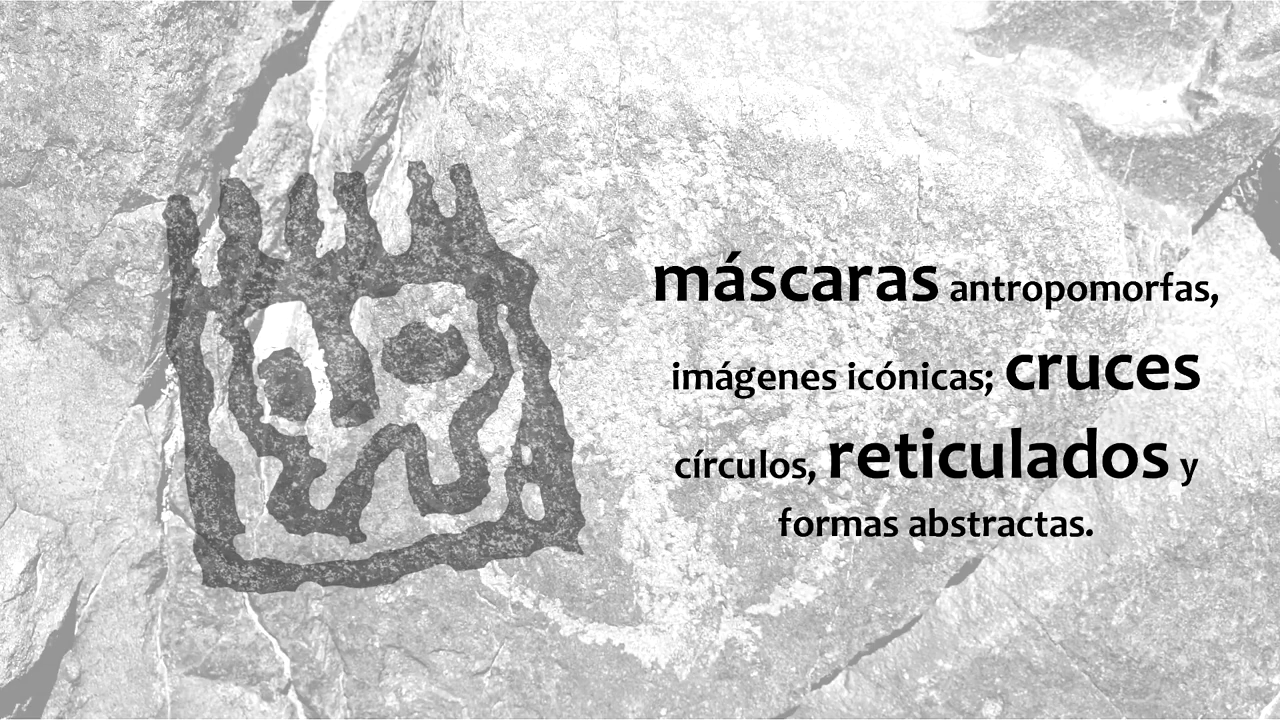 máscaras antropomorfas,
imágenes icónicas; cruces
círculos, reticulados y
formas abstractas.